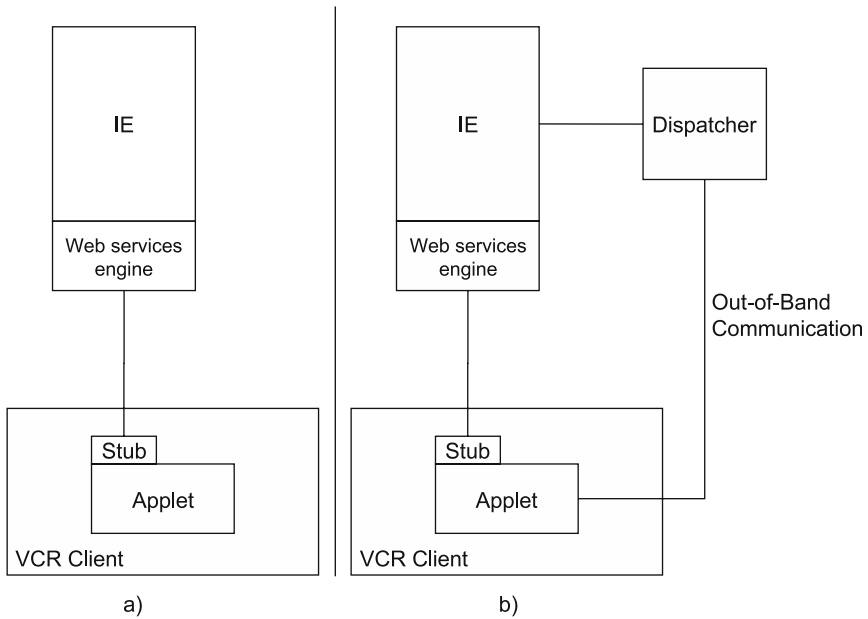 IE
Web services
engine
Stub
Applet
VCR Client
a)
IE
Dispatcher
Web services
engine
Out-of-Band
Communication
Stub
Applet
VCR Client
b)